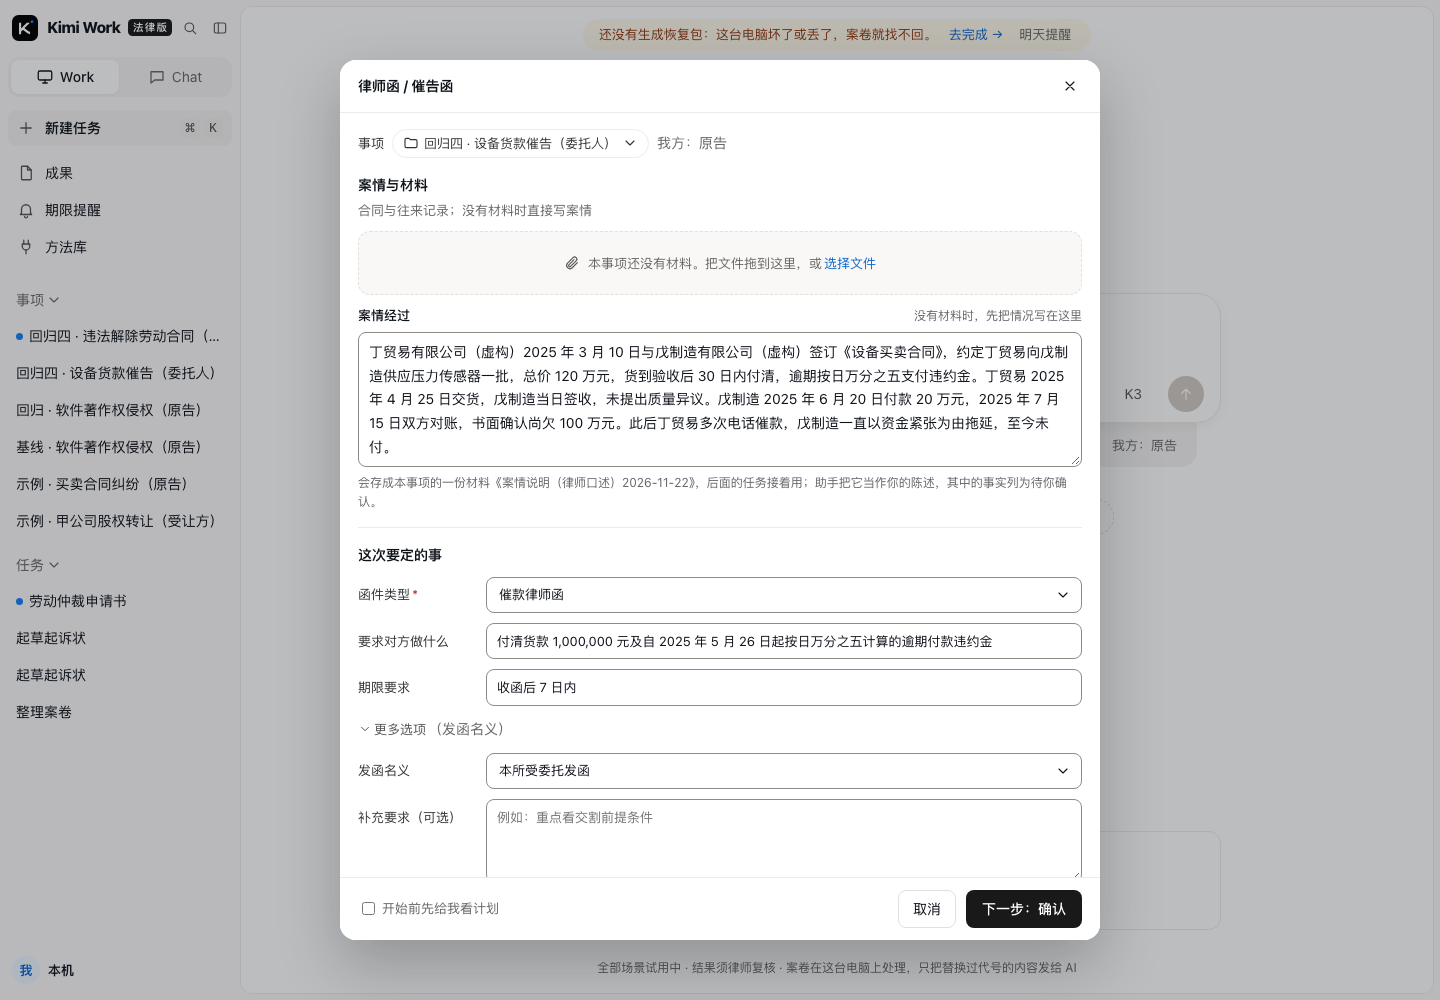 Kimi Work 法律版
Work
Chat
新建任务 ⌘ K
成果
期限提醒
方法库
事项
回归四 · 违法解除劳动合同（...
回归四 · 设备货款催告（委托人）
回归 · 软件著作权侵权（原告）
基线 · 软件著作权侵权（原告）
示例 · 买卖合同纠纷（原告）
示例 · 甲公司股权转让（受让方）
任务
劳动仲裁申请书
起草起诉状
起草起诉状
整理案卷
我 本机
还没有生成恢复包：这台电脑坏了或丢了，案卷就找不回。 去完成 → 明天提醒
律师函 / 催告函
事项 回归四 · 设备货款催告（委托人） 我方：原告
案情与材料
合同与往来记录；没有材料时直接写案情
本事项还没有材料。把文件拖到这里，或 选择文件
案情经过 没有材料时，先把情况写在这里
丁贸易有限公司（虚构）2025 年 3 月 10 日与戊制造有限公司（虚构）签订《设备买卖合同》，约定丁贸易向戊制
造供应压力传感器一批，总价 120 万元，货到验收后 30 日内付清，逾期按日万分之五支付违约金。丁贸易 2025
年 4 月 25 日交货，戊制造当日签收，未提出质量异议。戊制造 2025 年 6 月 20 日付款 20 万元，2025 年 7 月
15 日双方对账，书面确认尚欠 100 万元。此后丁贸易多次电话催款，戊制造一直以资金紧张为由拖延，至今未
付。
会存成本事项的一份材料《案情说明（律师口述）2026-11-22》，后面的任务接着用；助手把它当作你的陈述，其中的事实列为待你确
认。
这次要定的事
函件类型* 催款律师函
要求对方做什么 付清货款 1,000,000 元及自 2025 年 5 月 26 日起按日万分之五计算的逾期付款违约金
期限要求 收函后 7 日内
更多选项 （发函名义）
发函名义 本所受委托发函
补充要求（可选） 例如：重点看交割前提条件
开始前先给我看计划 取消 下一步：确认
K3
我方：原告
全部场景试用中 · 结果须律师复核 · 案卷在这台电脑上处理，只把替换过代号的内容发给 AI